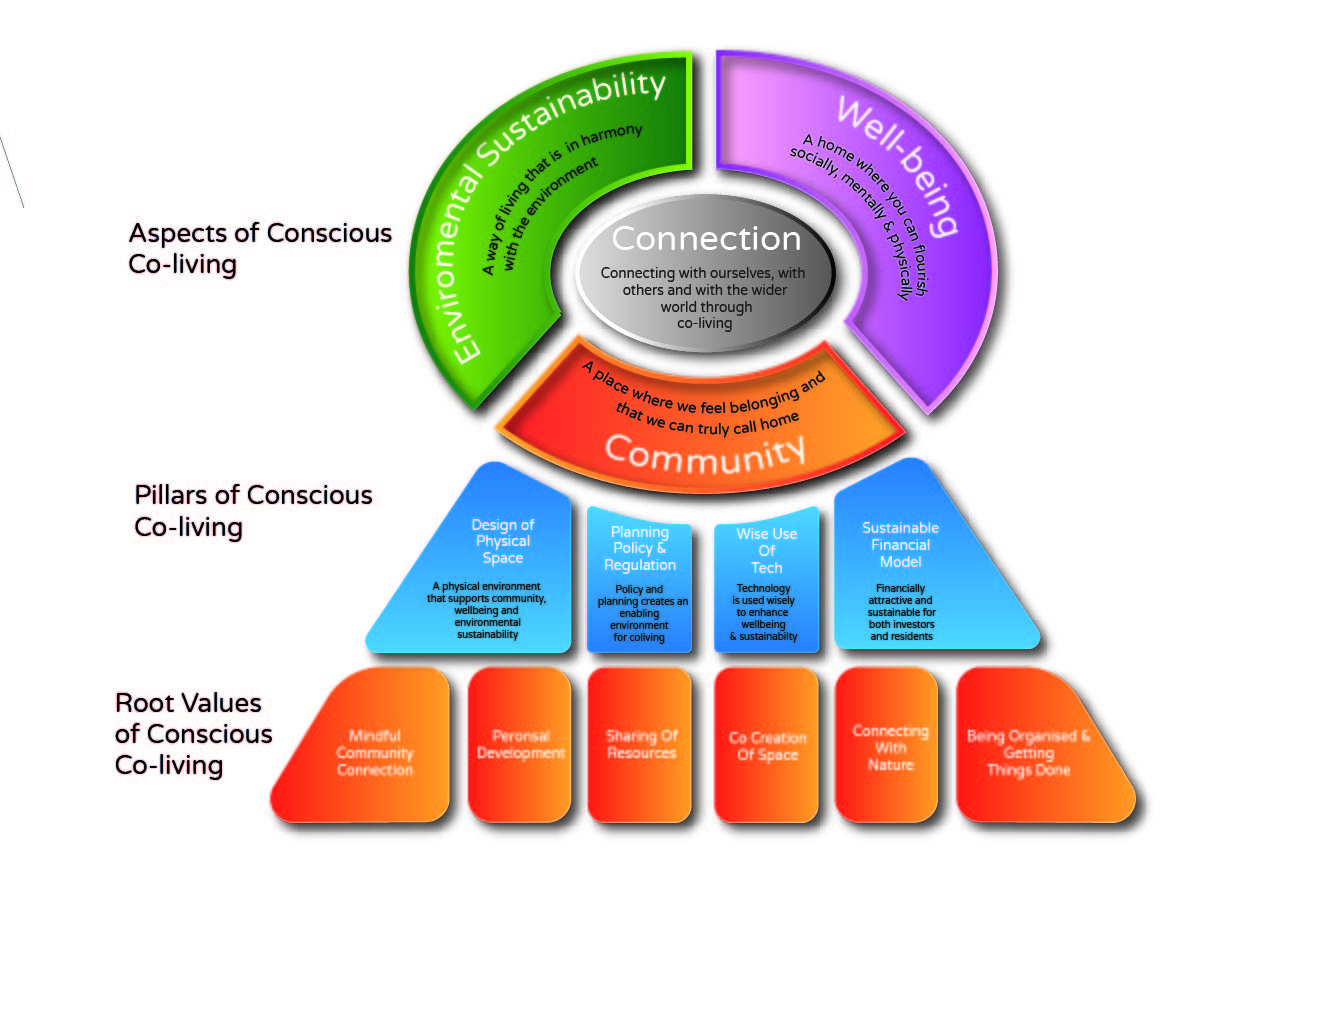 Aspects of Conscious
Co-living
Enviromental Sustainability
A way of living that is in harmony
with the environment
Well-being
A home where you can flourish
socially, mentally & physically
Connection
Connecting with ourselves, with
others and with the wider
world through
co-living
A place where we feel belonging and
that we can truly call home
Community
Pillars of Conscious
Co-living
Design of
Physical
Space
A physical environment
that supports community,
wellbeing and
environmental
sustainability
Planning
Policy &
Regulation
Policy and
planning creates an
enabling
environment
for coliving
Wise Use
Of
Tech
Technology
is used wisely
to enhance
wellbeing
& sustainabilty
Sustainable
Financial
Model
Financially
attractive and
sustainable for
both investors
and residents
Root Values
of Conscious
Co-living
Mindful
Community
Connection
Peronsal
Development
Sharing Of
Resources
Co Creation
Of Space
Connecting
With
Nature
Being Organised &
Getting
Things Done